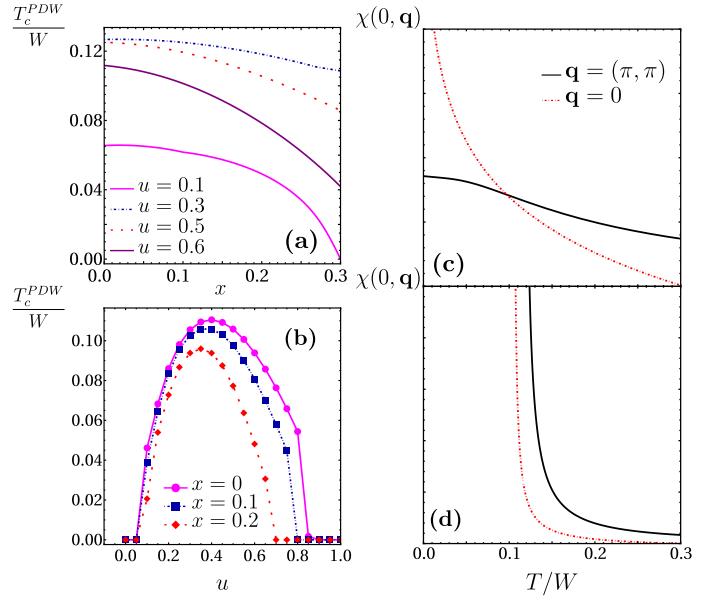 T_c^{PDW}/W
0.12
0.08
0.04
0.00
u = 0.1
u = 0.3
u = 0.5
u = 0.6
(a)
0.0 0.1 0.2 0.3
x
T_c^{PDW}/W
0.10
0.08
0.06
0.04
0.02
0.00
(b)
x = 0
x = 0.1
x = 0.2
0.0 0.2 0.4 0.6 0.8 1.0
u
χ(0, q)
q = (π, π)
q = 0
(c)
χ(0, q)
(d)
0.0 0.1 0.2 0.3
T/W